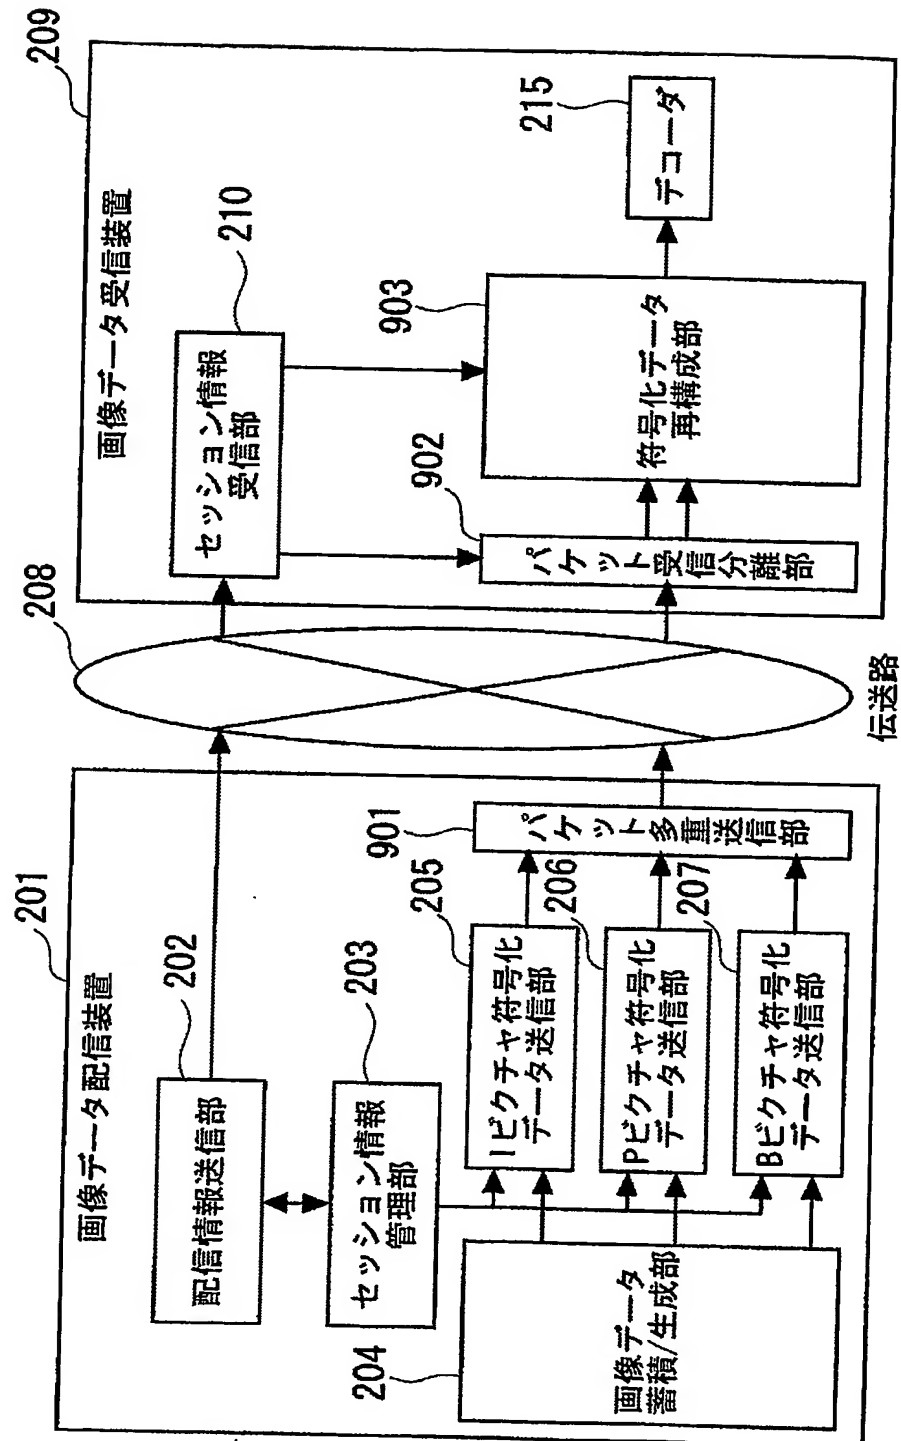 201
画像データ配信装置
202
配信情報送信部
203
セッション情報
管理部
204
画像データ
蓄積/生成部
205
Iピクチャ符号化
データ送信部
206
Pピクチャ符号化
データ送信部
207
Bピクチャ符号化
データ送信部
901
パケット多重送信部
208
伝送路
209
画像データ受信装置
210
セッション情報
受信部
902
パケット受信分離部
903
符号化データ
再構成部
215
デコーダ